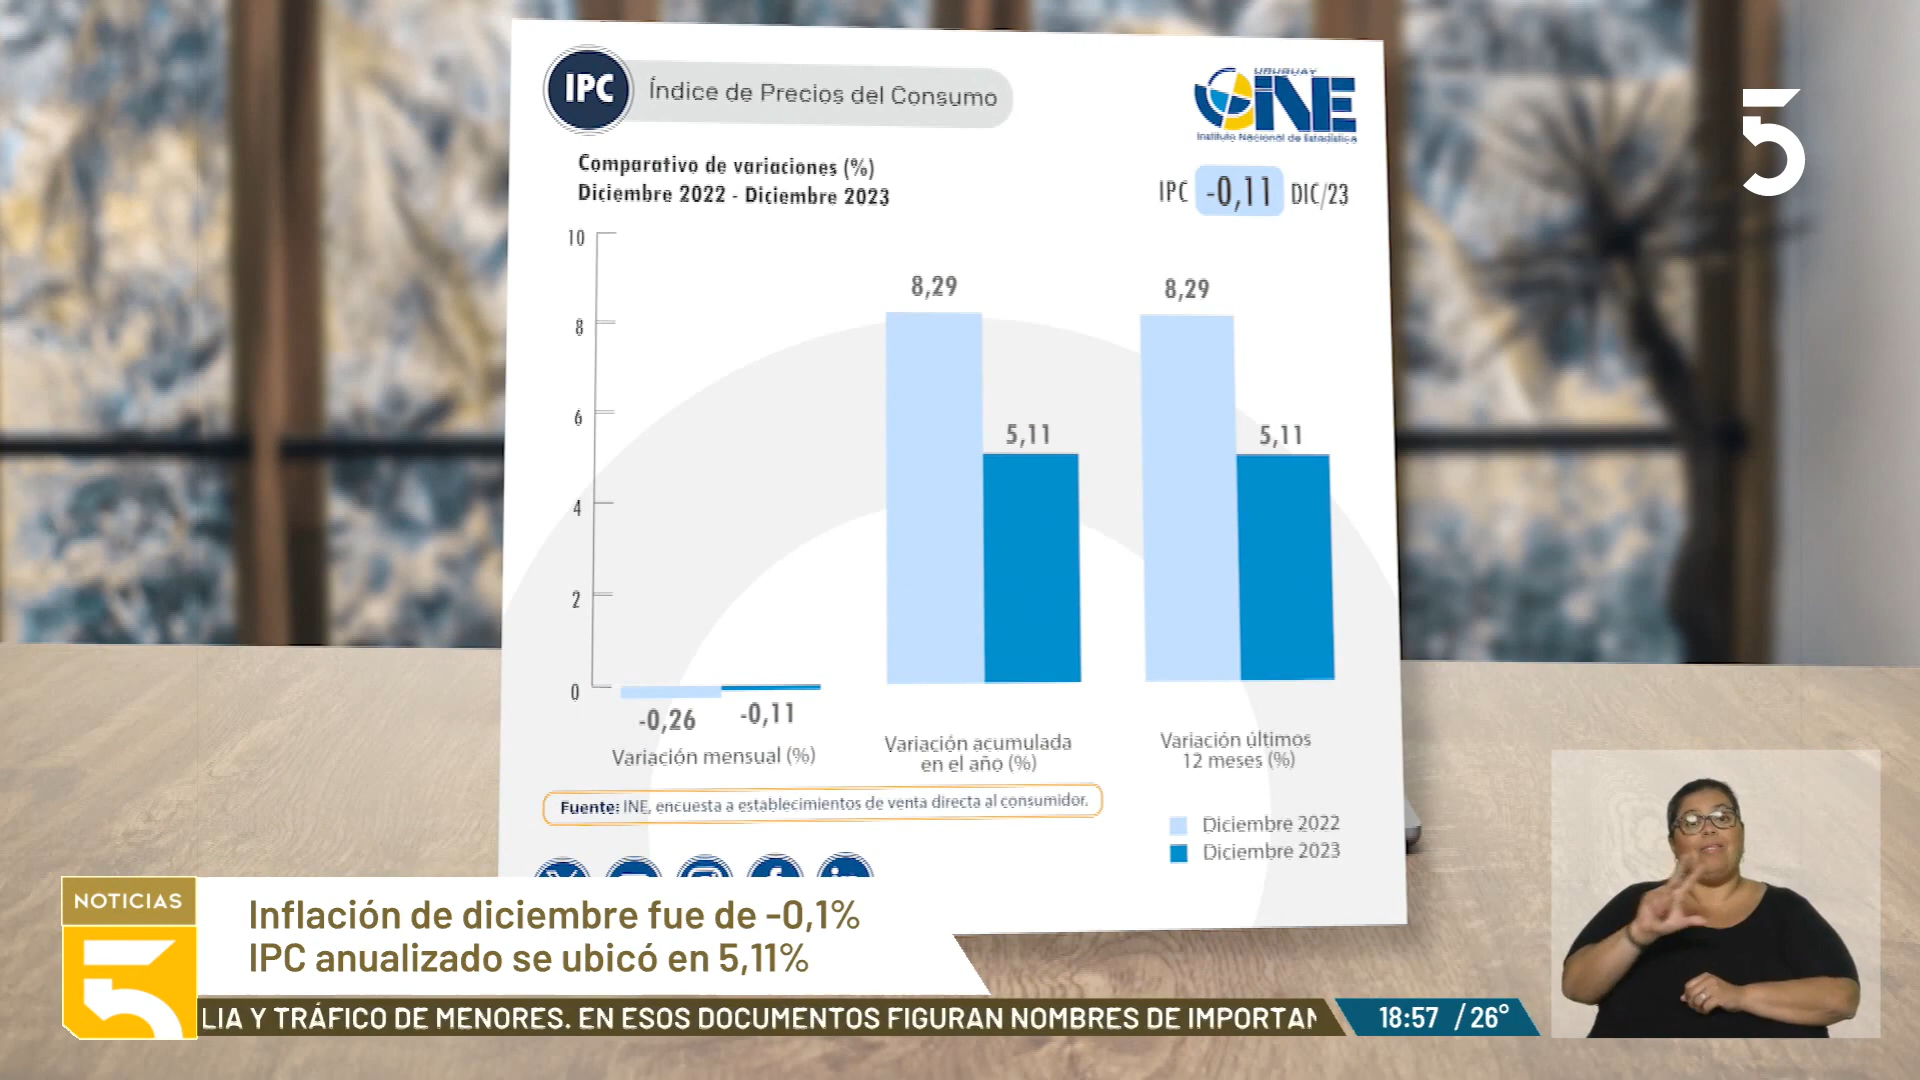 IPC
Índice de Precios del Consumo
URUGUAY
INE
Instituto Nacional de Estadística
Comparativo de variaciones (%)
Diciembre 2022 - Diciembre 2023
IPC -0,11 DIC/23
10
8
6
4
2
0
8,29
5,11
8,29
5,11
-0,26
-0,11
Variación mensual (%)
Variación acumulada
en el año (%)
Variación últimos
12 meses (%)
Fuente: INE, encuesta a establecimientos de venta directa al consumidor.
Diciembre 2022
Diciembre 2023
5
NOTICIAS
5
Inflación de diciembre fue de -0,1%
IPC anualizado se ubicó en 5,11%
LIA Y TRÁFICO DE MENORES. EN ESOS DOCUMENTOS FIGURAN NOMBRES DE IMPORTAN
18:57 / 26°